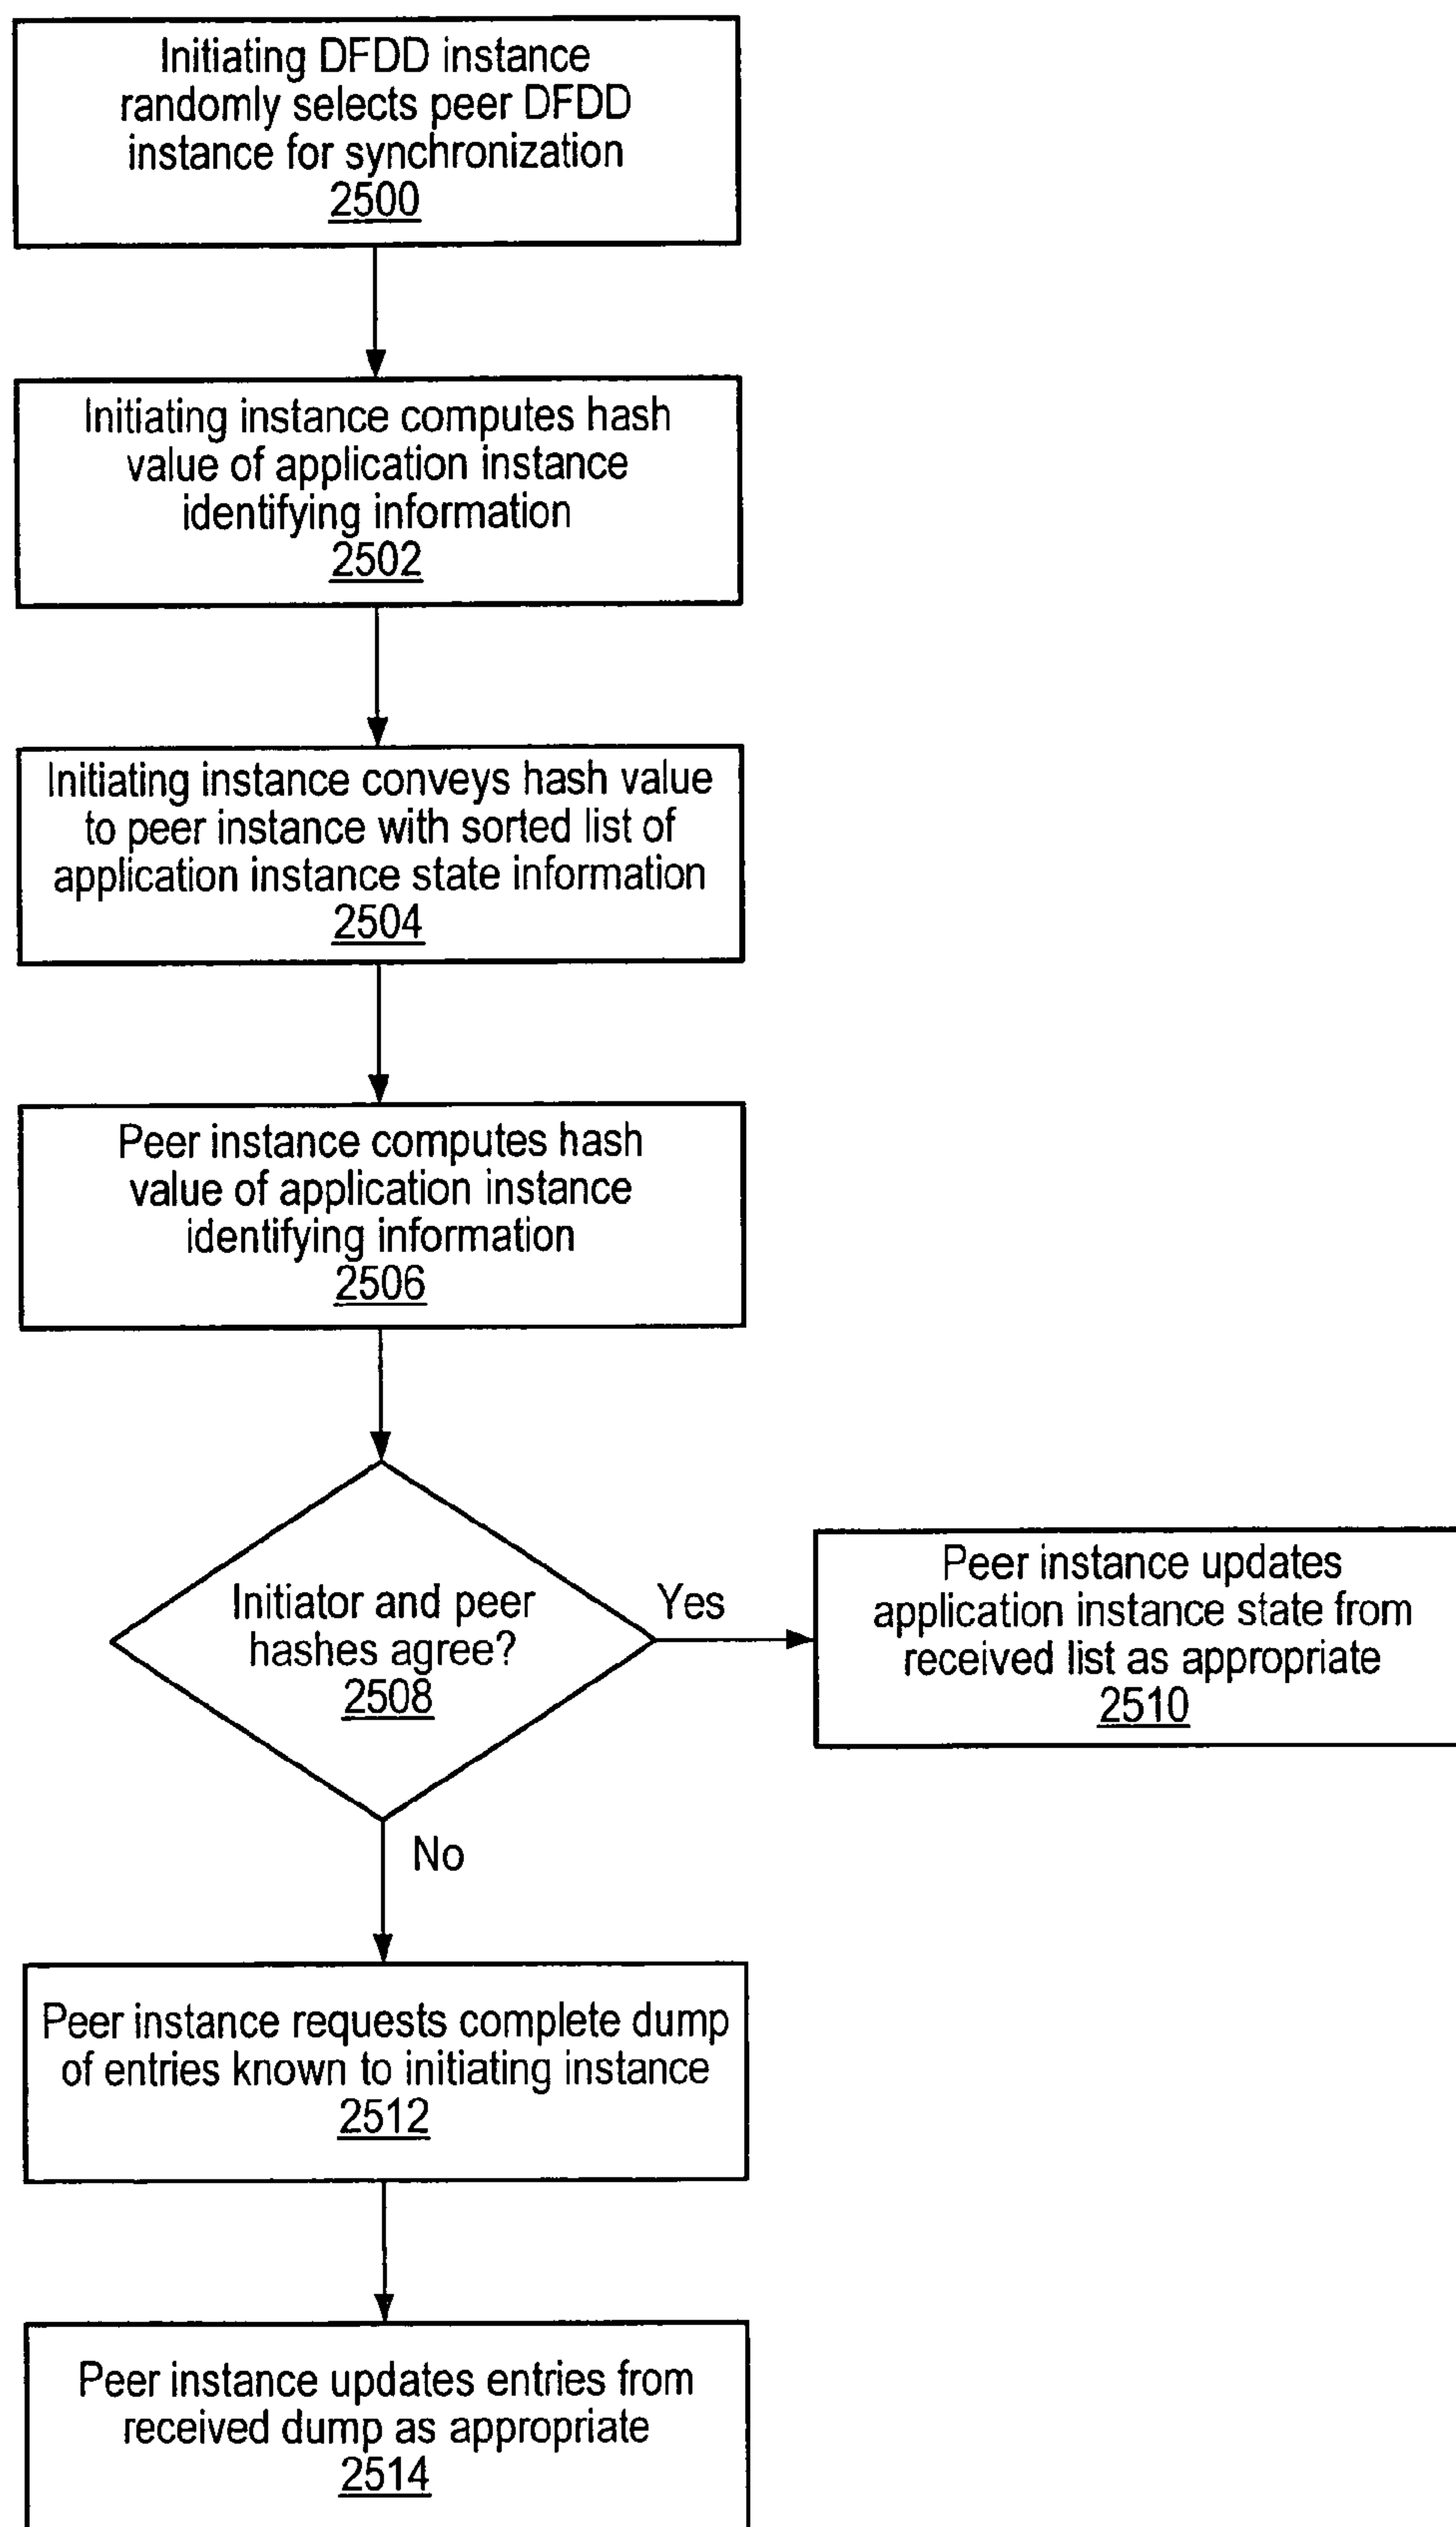 Initiating DFDD instance
randomly selects peer DFDD
instance for synchronization
2500
Initiating instance computes hash
value of application instance
identifying information
2502
Initiating instance conveys hash value
to peer instance with sorted list of
application instance state information
2504
Peer instance computes hash
value of application instance
identifying information
2506
Initiator and peer
hashes agree?
2508
Yes
Peer instance updates
application instance state from
received list as appropriate
2510
No
Peer instance requests complete dump
of entries known to initiating instance
2512
Peer instance updates entries from
received dump as appropriate
2514